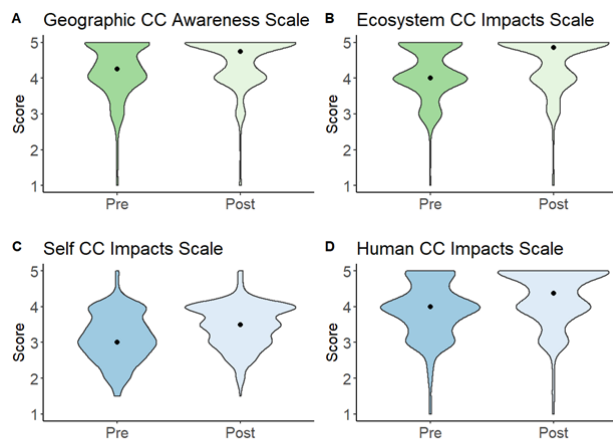 A Geographic CC Awareness Scale
5
4
3
2
1
Score
Pre Post
B Ecosystem CC Impacts Scale
5
4
3
2
1
Score
Pre Post
C Self CC Impacts Scale
5
4
3
2
1
Score
Pre Post
D Human CC Impacts Scale
5
4
3
2
1
Score
Pre Post